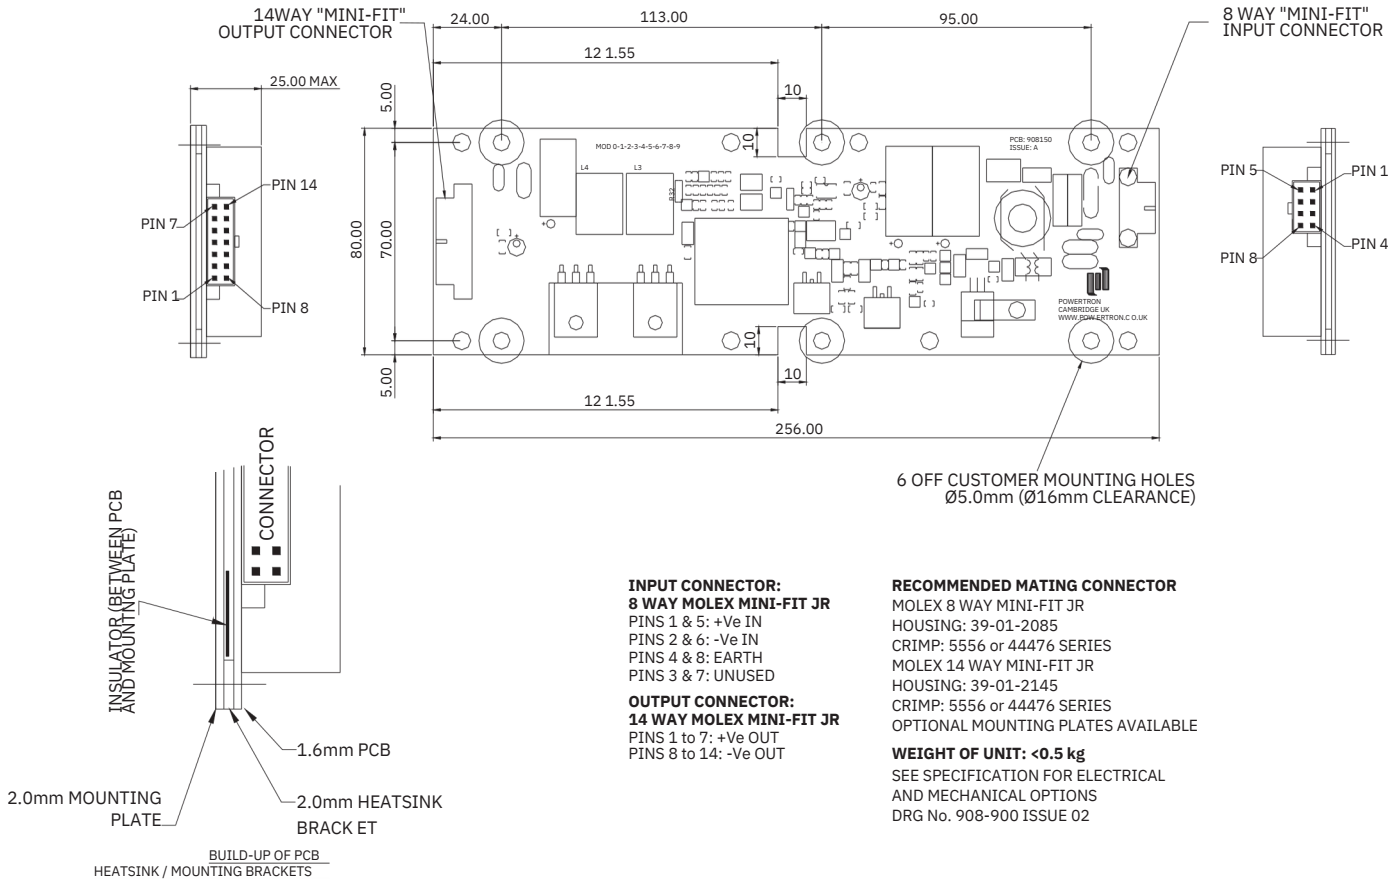 14WAY "MINI-FIT"
OUTPUT CONNECTOR
24.00
113.00
95.00
8 WAY "MINI-FIT"
INPUT CONNECTOR
12 1.55
25.00 MAX
5.00
10
10
MOD 0-1-2-3-4-5-6-7-8-9
PCB: 908150
ISSUE: A
L4
L3
R32
PIN 14
PIN 7
PIN 1
PIN 8
80.00
70.00
PIN 5
PIN 1
PIN 8
PIN 4
POWERTRON
CAMBRIDGE UK
WWW.POW ERTRON.C O.UK
10
10
5.00
12 1.55
256.00
6 OFF CUSTOMER MOUNTING HOLES
Ø5.0mm (Ø16mm CLEARANCE)
CONNECTOR
INSULATOR (BETWEEN PCB
AND MOUNTING PLATE)
1.6mm PCB
2.0mm MOUNTING
PLATE
2.0mm HEATSINK
BRACK ET
BUILD-UP OF PCB
HEATSINK / MOUNTING BRACKETS
INPUT CONNECTOR:
8 WAY MOLEX MINI-FIT JR
PINS 1 & 5: +Ve IN
PINS 2 & 6: -Ve IN
PINS 4 & 8: EARTH
PINS 3 & 7: UNUSED
OUTPUT CONNECTOR:
14 WAY MOLEX MINI-FIT JR
PINS 1 to 7: +Ve OUT
PINS 8 to 14: -Ve OUT
RECOMMENDED MATING CONNECTOR
MOLEX 8 WAY MINI-FIT JR
HOUSING: 39-01-2085
CRIMP: 5556 or 44476 SERIES
MOLEX 14 WAY MINI-FIT JR
HOUSING: 39-01-2145
CRIMP: 5556 or 44476 SERIES
OPTIONAL MOUNTING PLATES AVAILABLE
WEIGHT OF UNIT: <0.5 kg
SEE SPECIFICATION FOR ELECTRICAL
AND MECHANICAL OPTIONS
DRG No. 908-900 ISSUE 02